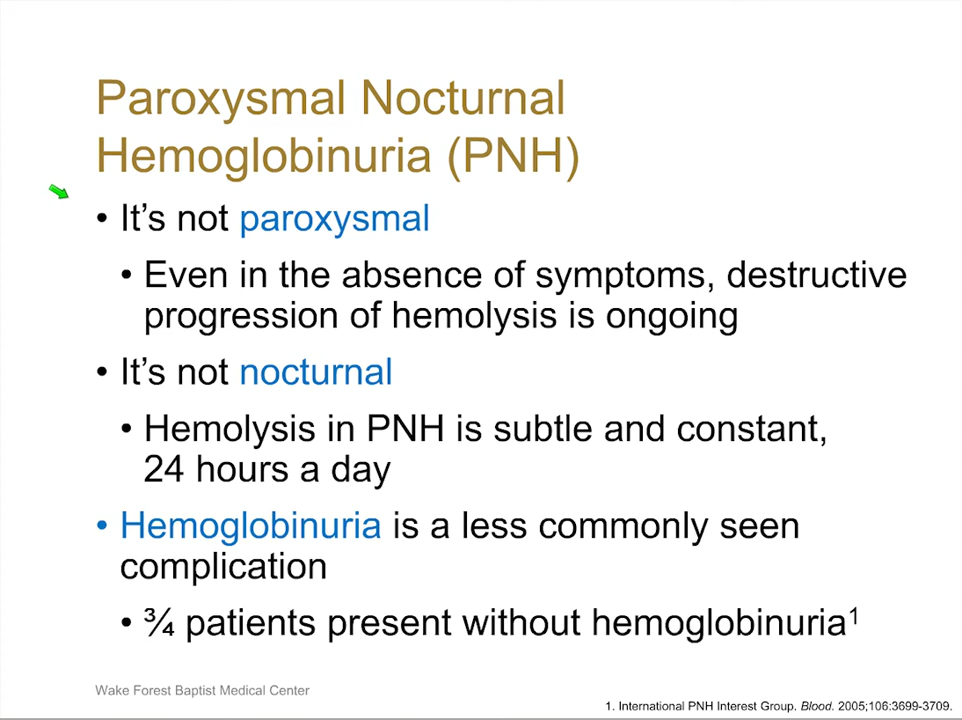 Paroxysmal Nocturnal
Hemoglobinuria (PNH)
• It’s not paroxysmal
• Even in the absence of symptoms, destructive
progression of hemolysis is ongoing
• It’s not nocturnal
• Hemolysis in PNH is subtle and constant,
24 hours a day
• Hemoglobinuria is a less commonly seen
complication
• ¾ patients present without hemoglobinuria¹
Wake Forest Baptist Medical Center
1. International PNH Interest Group. Blood. 2005;106:3699-3709.